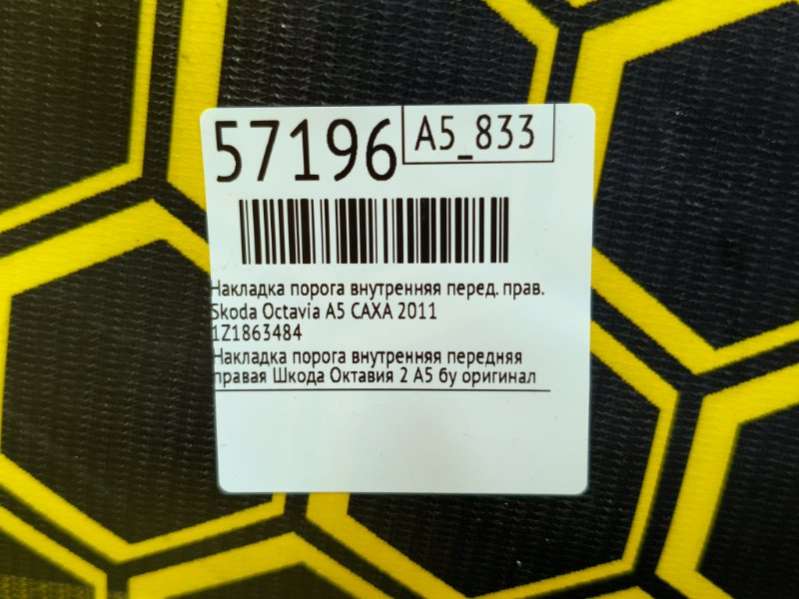 57196
A5_833
Накладка порога внутренняя перед. прав.
Skoda Octavia A5 CAXA 2011
1Z1863484
Накладка порога внутренняя передняя
правая Шкода Октавия 2 А5 бу оригинал